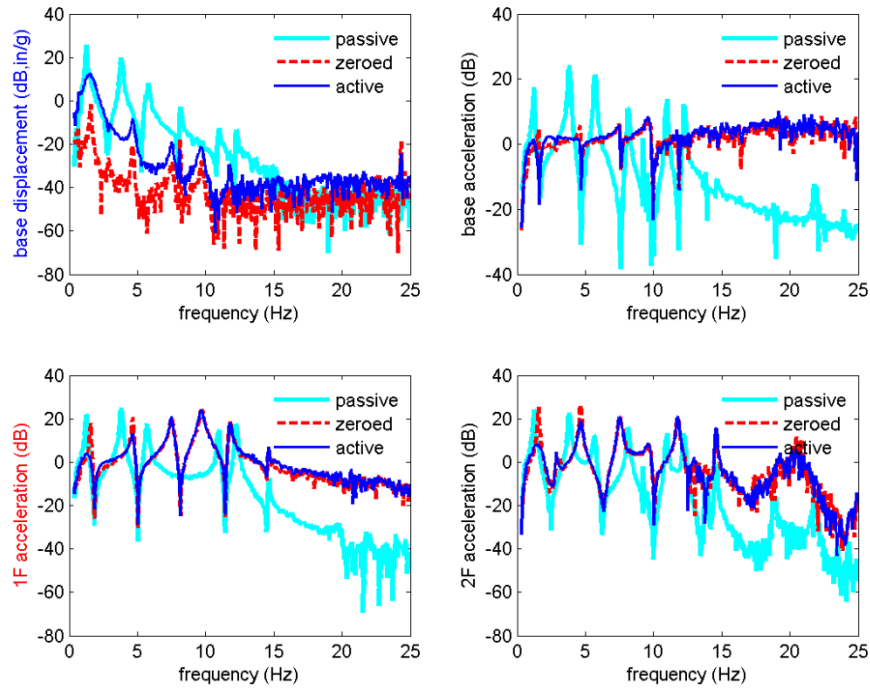 base displacement (dB,in/g)
40
20
0
-20
-40
-60
-80
passive
zeroed
active
0 5 10 15 20 25
frequency (Hz)
base acceleration (dB)
40
20
0
-20
-40
passive
zeroed
active
0 5 10 15 20 25
frequency (Hz)
1F acceleration (dB)
40
20
0
-20
-40
-60
-80
passive
zeroed
active
0 5 10 15 20 25
frequency (Hz)
2F acceleration (dB)
40
20
0
-20
-40
-60
-80
passive
zeroed
active
0 5 10 15 20 25
frequency (Hz)